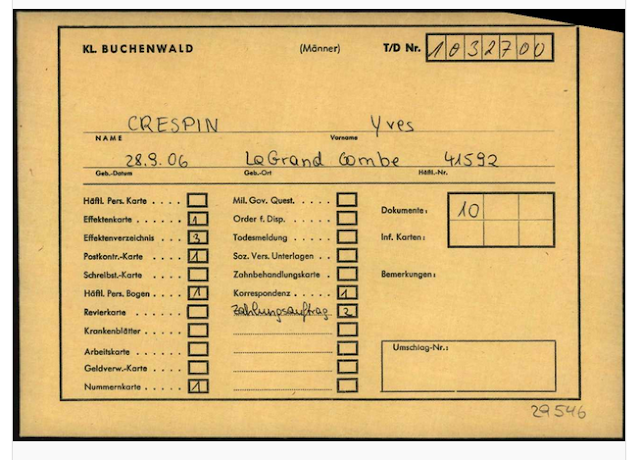 KL. BUCHENWALD (Männer) T/D Nr. 1032700
CRESPIN Yves
NAME Vorname
28.9.06 LaGrand Combe 41592
Geb.-Datum Geb.-Ort Häftl.-Nr.
Häftl. Pers. Karte . . . . Mil. Gov. Quest. . . .
Effektenkarte . . . . . 1 Order f. Disp. . . . .
Dokumente: 10
Effektenverzeichnis . . . 3 Todesmeldung . . . .
Inf. Karten:
Postkontr.-Karte . . . . 1 Soz. Vers. Unterlagen . .
Schreibst.-Karte . . . . Zahnbehandlungskarte .
Bemerkungen:
Häftl. Pers. Bogen . . . . 1 Korrespondenz . . . . 1
Revierkarte . . . . . . Zahlungsauftrag 2
Krankenblätter . . . . .
Arbeitskarte . . . . .
Umschlag-Nr.:
Geldverw.-Karte . . . .
Nummernkarte . . . . . 1
29546